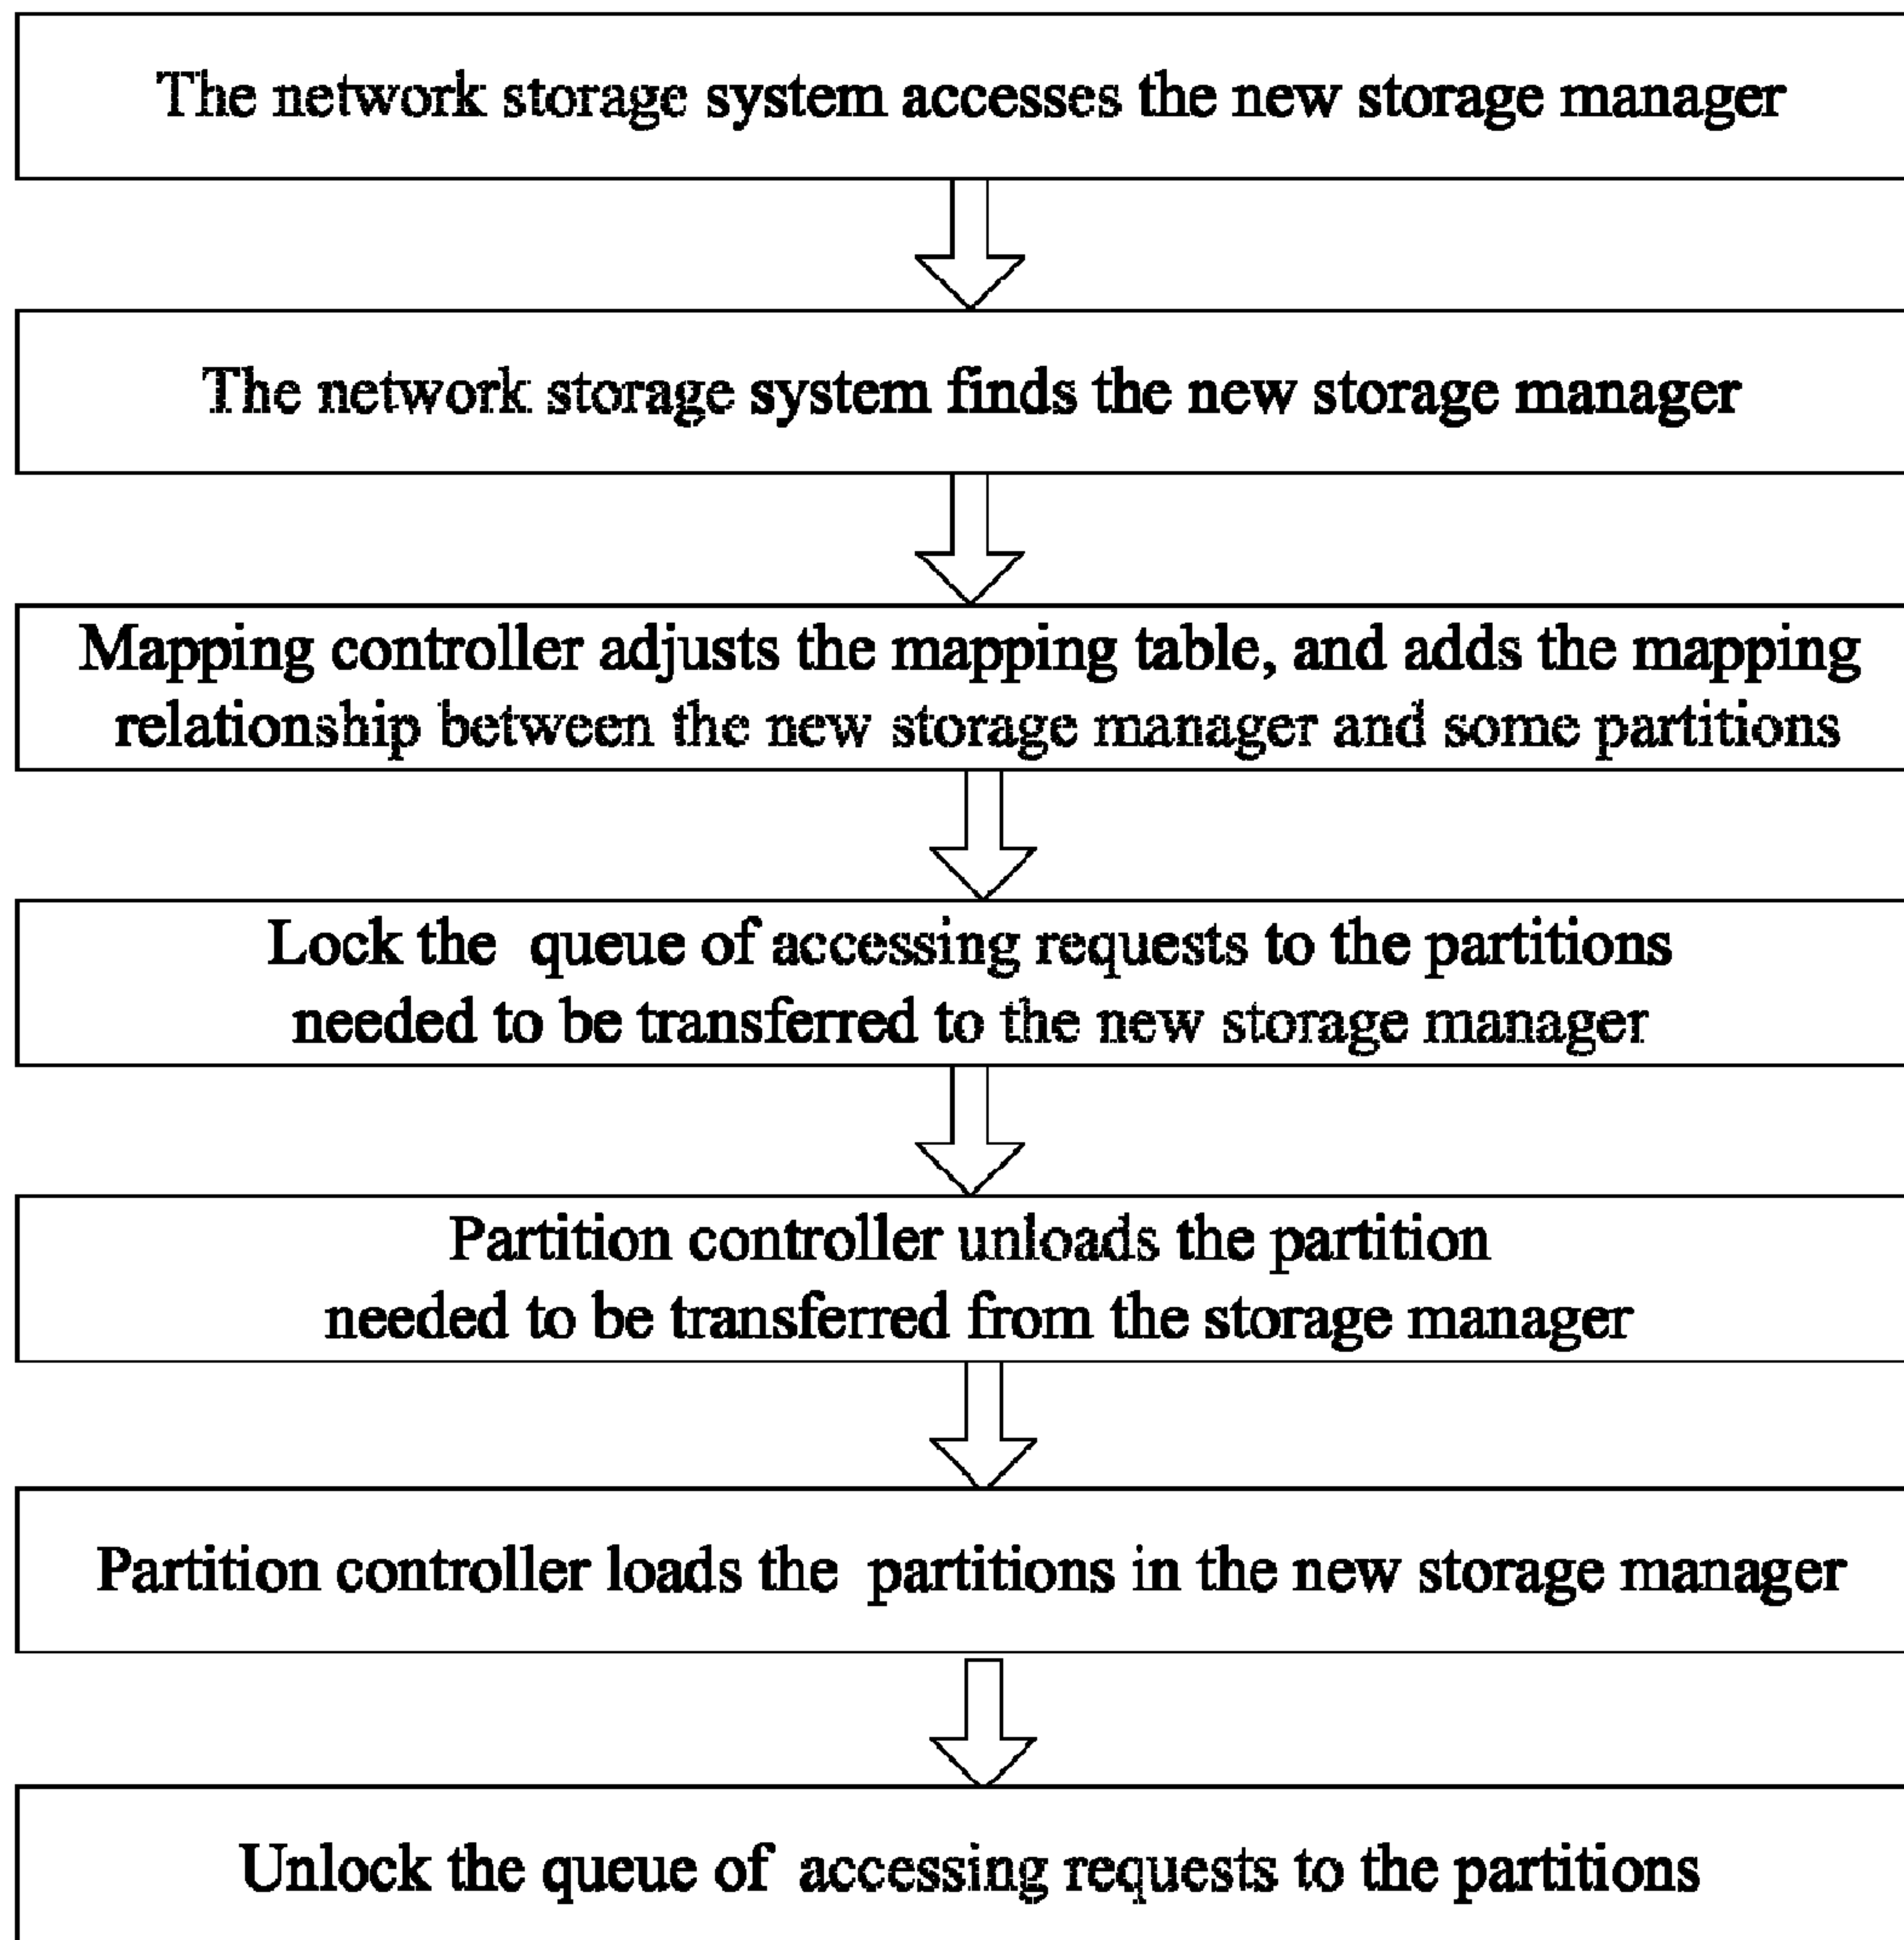 The network storage system accesses the new storage manager
The network storage system finds the new storage manager
Mapping controller adjusts the mapping table, and adds the mapping
relationship between the new storage manager and some partitions
Lock the queue of accessing requests to the partitions
needed to be transferred to the new storage manager
Partition controller unloads the partition
needed to be transferred from the storage manager
Partition controller loads the partitions in the new storage manager
Unlock the queue of accessing requests to the partitions